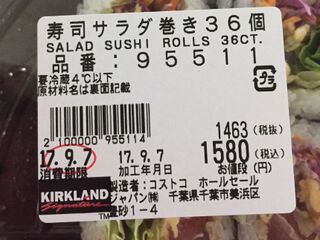 寿司サラダ巻き36個
SALAD SUSHI ROLLS 36CT.
品番:95511
要冷蔵4℃以下
原材料名は裏面記載
2 100000 955114
1463(税抜)
17.9.7 17.9.7 1580(税込)
消費期限 加工年月日 お値段(円)
KIRKLAND
Signature
製造者:コストコ ホールセール
ジャパン㈱ 千葉県千葉市美浜区
豊砂1-4